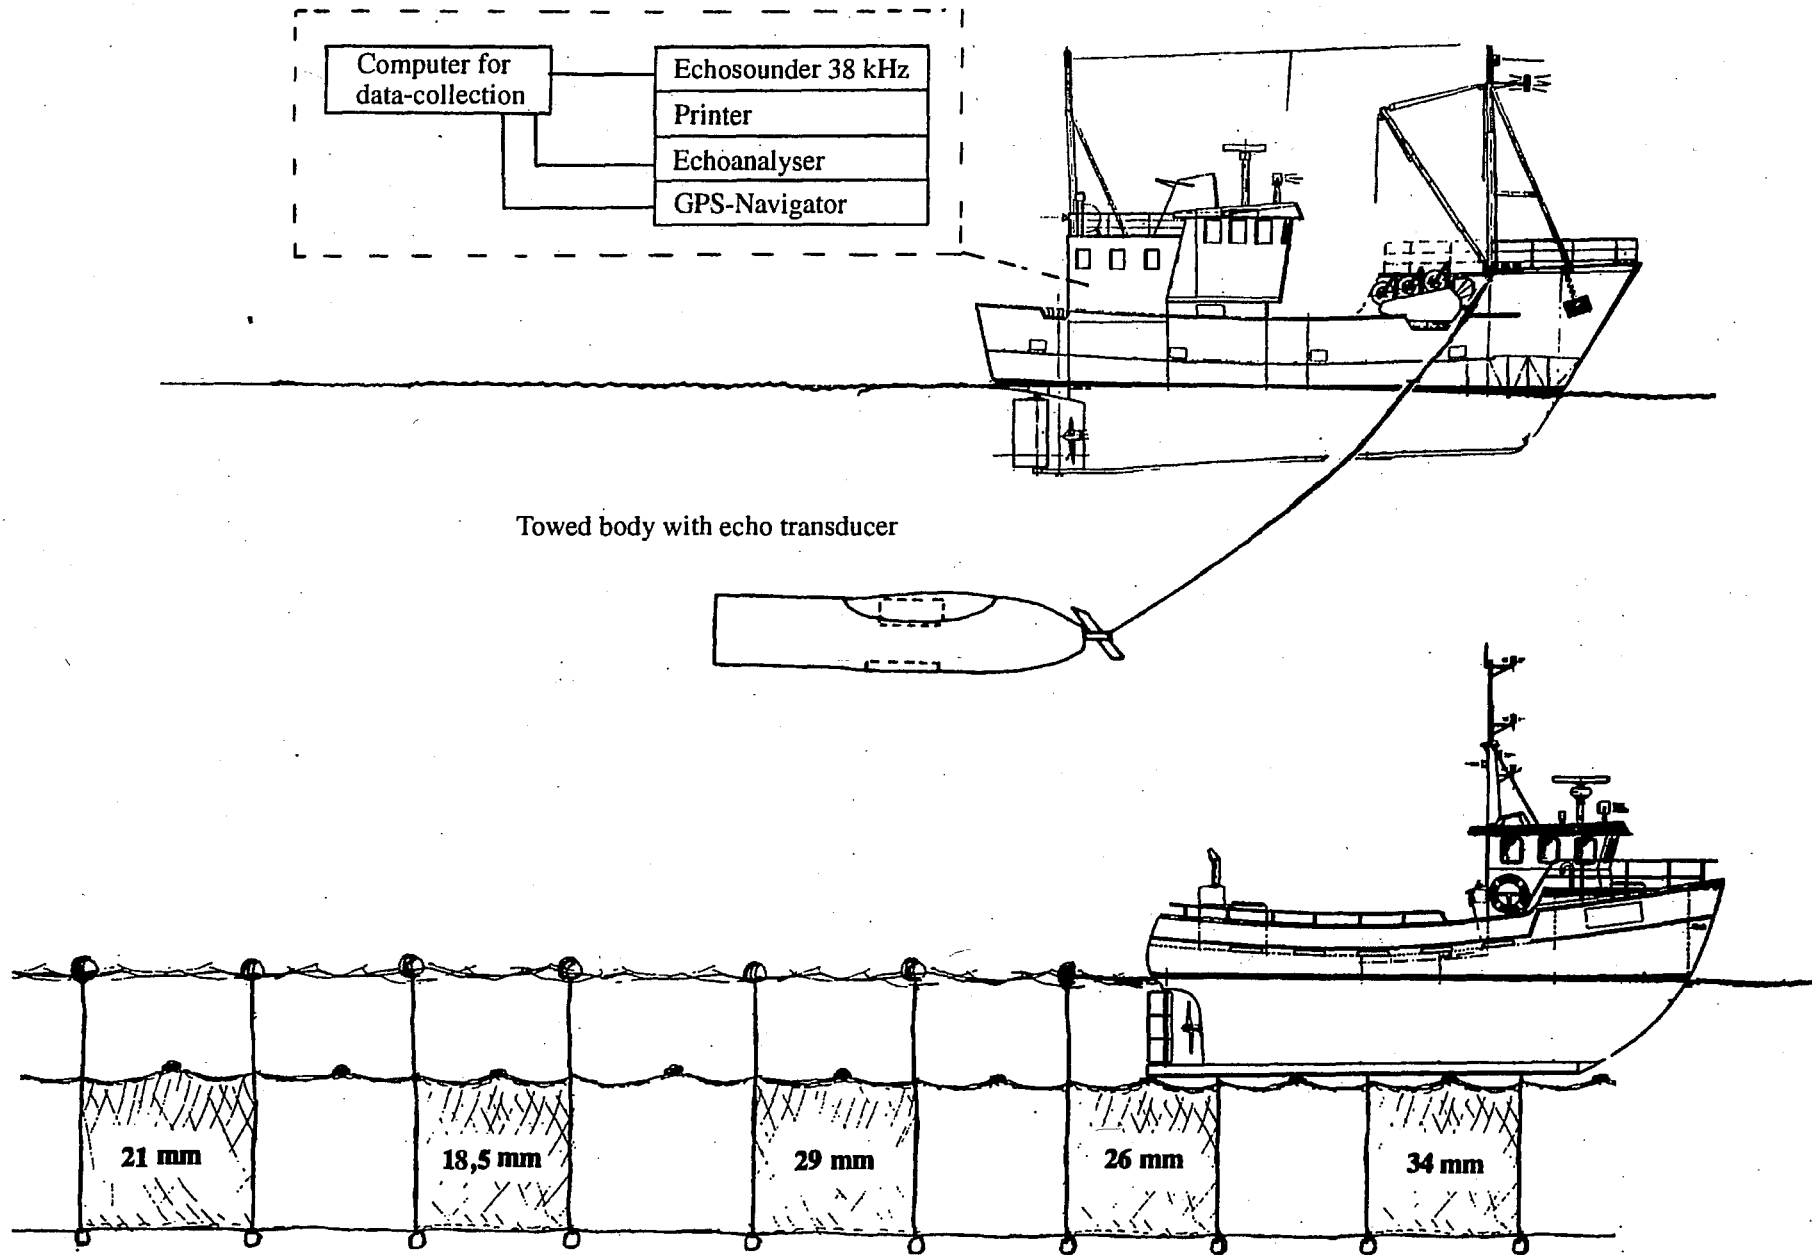 Computer for
data-collection
Echosounder 38 kHz
Printer
Echoanalyser
GPS-Navigator
Towed body with echo transducer
21 mm
18,5 mm
29 mm
26 mm
34 mm